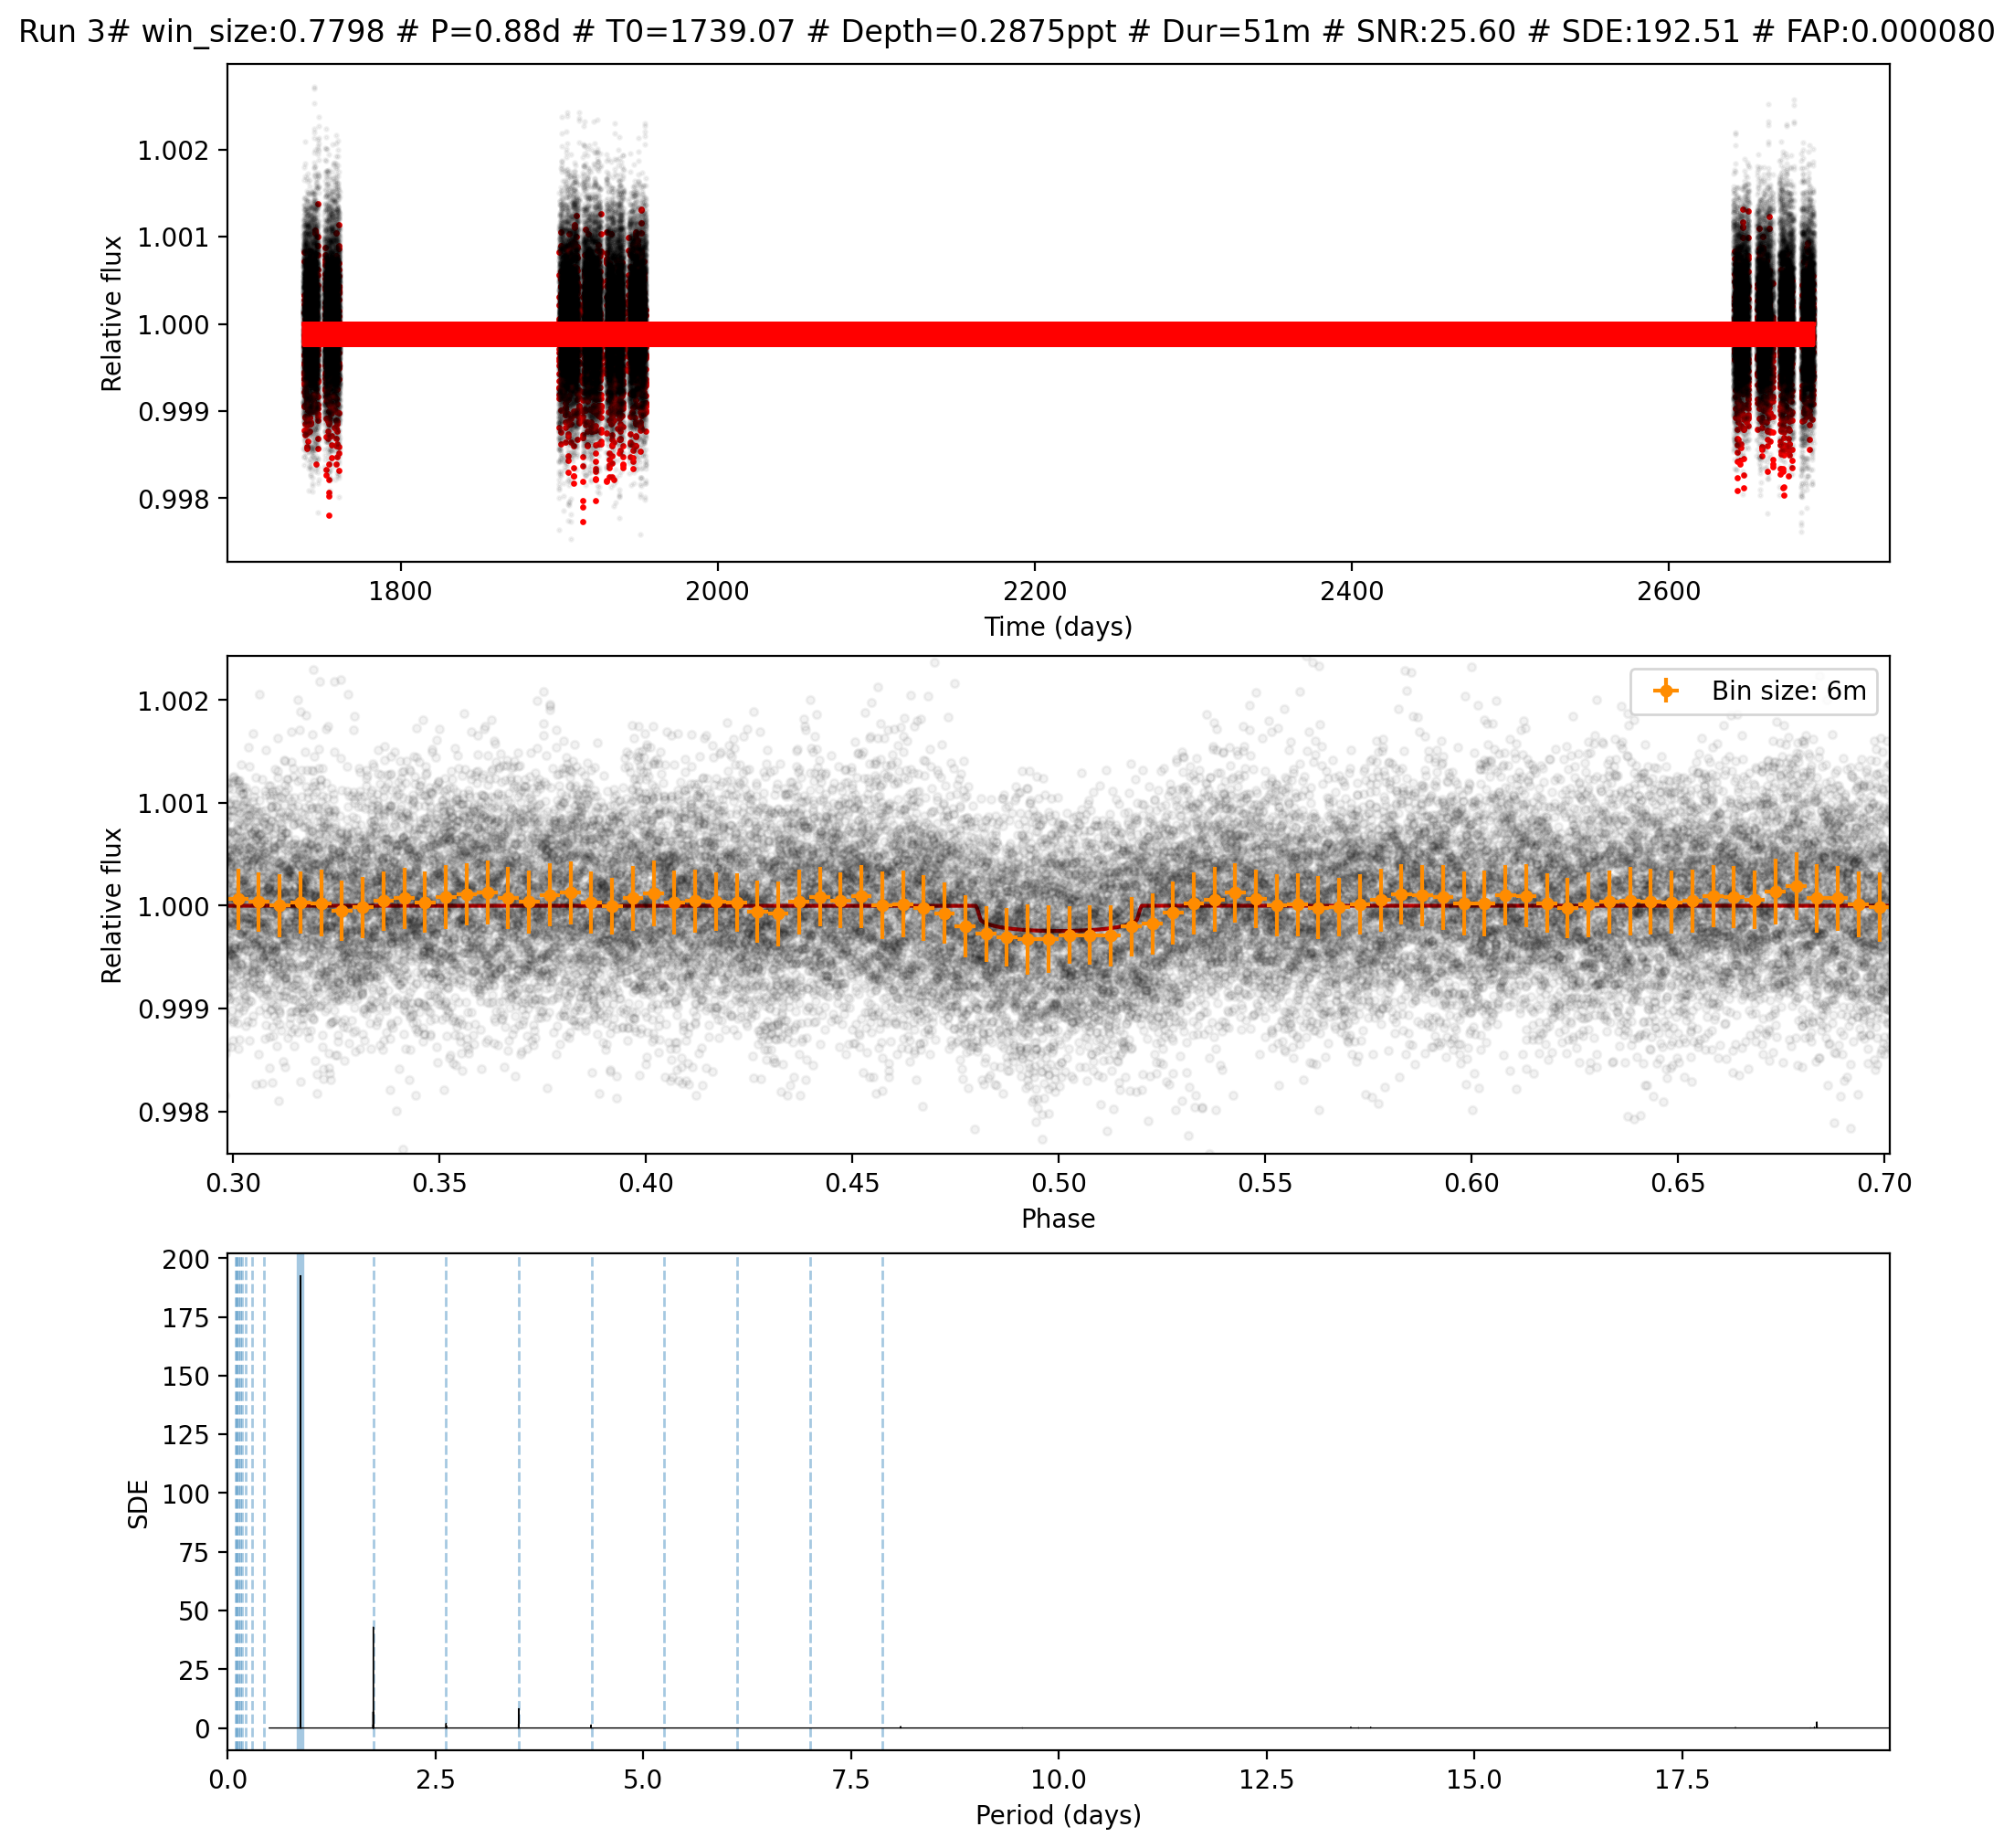 Run 3# win_size:0.7798 # P=0.88d # T0=1739.07 # Depth=0.2875ppt # Dur=51m # SNR:25.60 # SDE:192.51 # FAP:0.000080
1.002
1.001
1.000
0.999
0.998
Relative flux
1800 2000 2200 2400 2600
Time (days)
Bin size: 6m
1.002
1.001
1.000
0.999
0.998
Relative flux
0.30 0.35 0.40 0.45 0.50 0.55 0.60 0.65 0.70
Phase
200
175
150
125
100
75
50
25
0
SDE
0.0 2.5 5.0 7.5 10.0 12.5 15.0 17.5
Period (days)